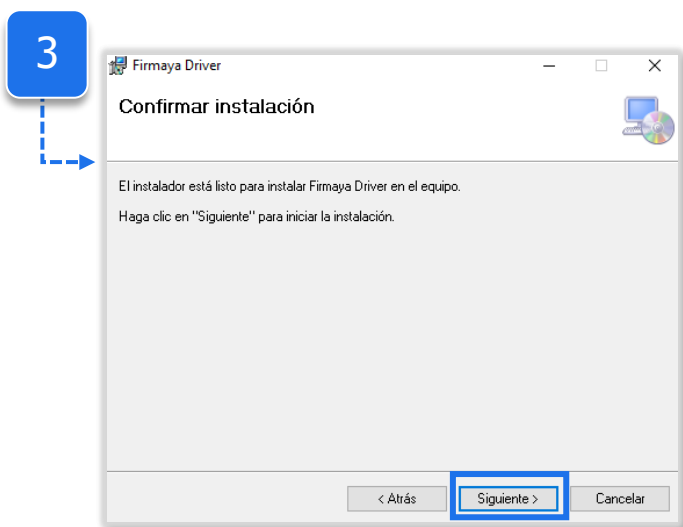 3
Firmaya Driver
Confirmar instalación
El instalador está listo para instalar Firmaya Driver en el equipo.
Haga clic en "Siguiente" para iniciar la instalación.
< Atrás
Siguiente >
Cancelar